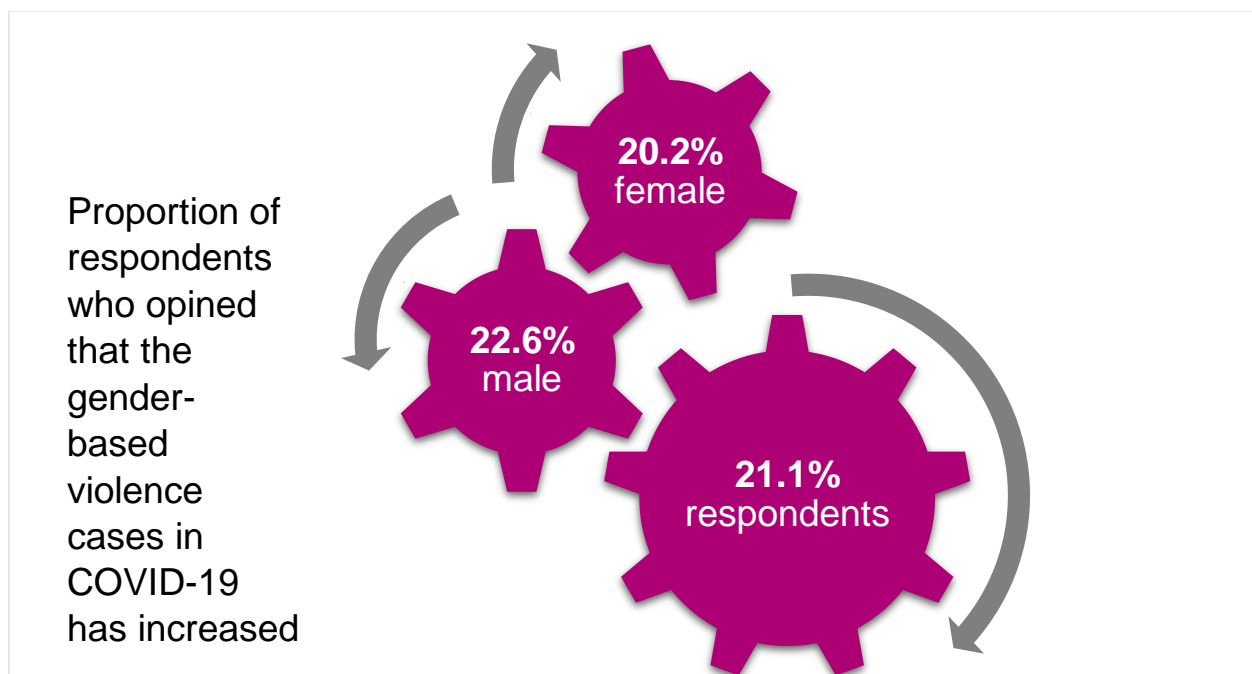 Proportion of
respondents
who opined
that the
gender-
based
violence
cases in
COVID-19
has increased
20.2%
female
22.6%
male
21.1%
respondents